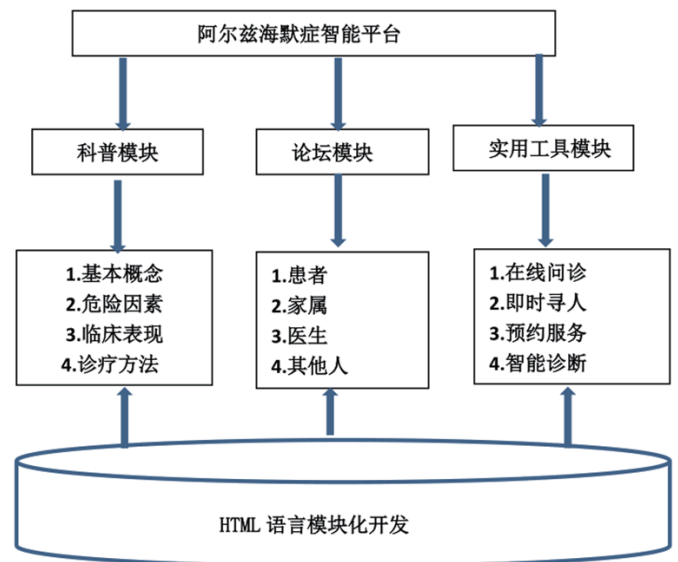 阿尔兹海默症智能平台
科普模块
论坛模块
实用工具模块
1.基本概念
2.危险因素
3.临床表现
4.诊疗方法
1.患者
2.家属
3.医生
4.其他人
1.在线问诊
2.即时寻人
3.预约服务
4.智能诊断
HTML 语言模块化开发